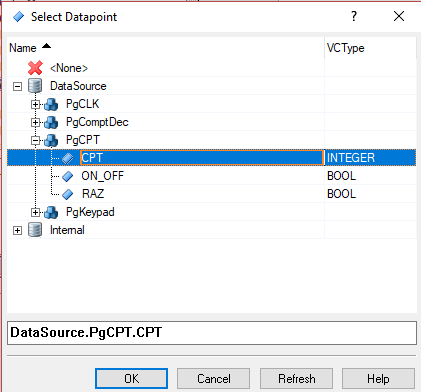 Select Datapoint
Name VCType
<None>
DataSource
PgCLK
PgComptDec
PgCPT
CPT INTEGER
ON_OFF BOOL
RAZ BOOL
PgKeypad
Internal
DataSource.PgCPT.CPT
OK Cancel Refresh Help